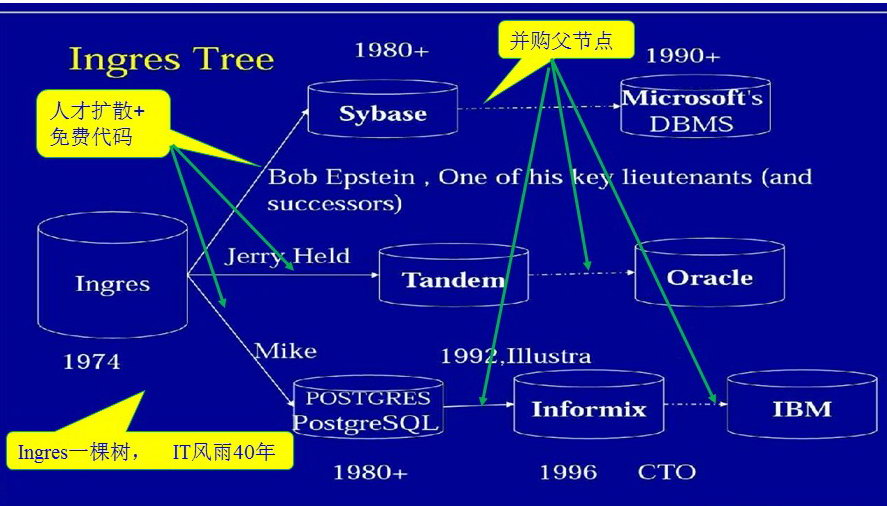 Ingres Tree
1980+
并购父节点
1990+
人才扩散+
免费代码
Sybase
Microsoft's
DBMS
Bob Epstein , One of his key lieutenants (and
successors)
Jerry Held
Ingres
Tandem
Oracle
1974
Mike
1992,Illustra
POSTGRES
PostgreSQL
Informix
IBM
Ingres一棵树， IT风雨40年
1980+
1996 CTO